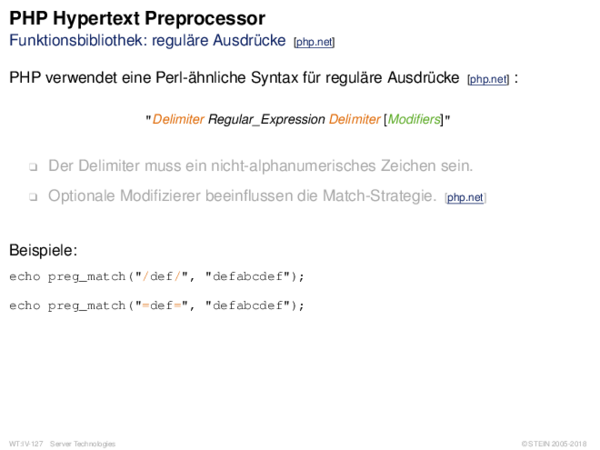 PHP Hypertext Preprocessor
Funktionsbibliothek: reguläre Ausdrücke [php.net]
PHP verwendet eine Perl-ähnliche Syntax für reguläre Ausdrücke [php.net] :
"Delimiter Regular_Expression Delimiter [Modifiers]"
❑ Der Delimiter muss ein nicht-alphanumerisches Zeichen sein.
❑ Optionale Modifizierer beeinflussen die Match-Strategie. [php.net]
Beispiele:
echo preg_match("/def/", "defabcdef");
echo preg_match("=def=", "defabcdef");
WT:IV-127 Server Technologies © STEIN 2005-2018